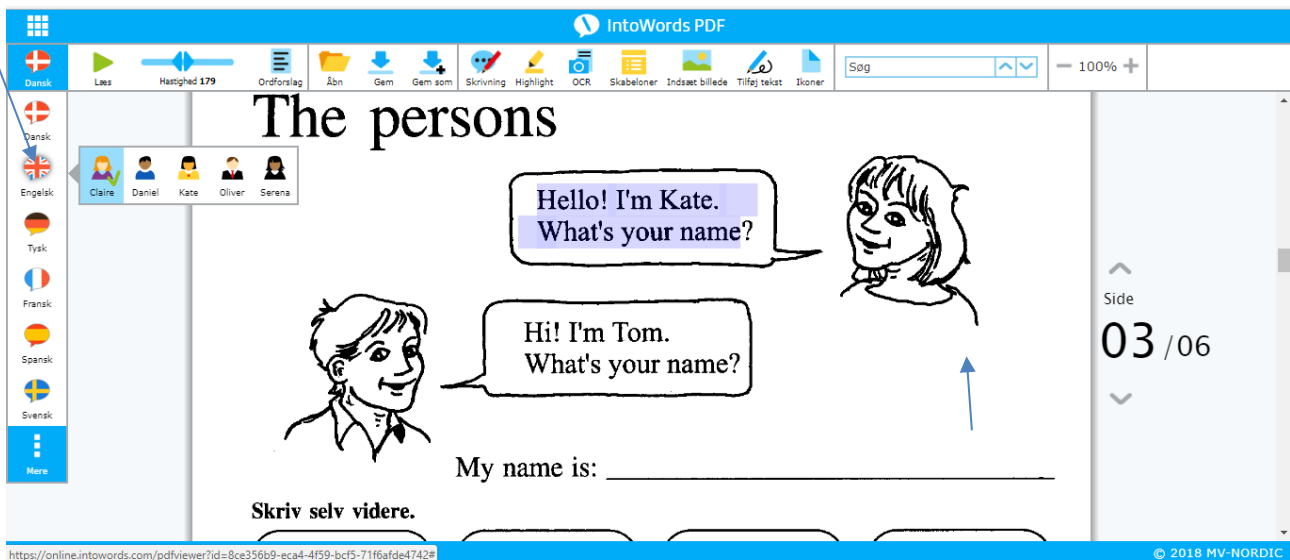 IntoWords PDF
Dansk
Læs
Hastighed 179
Ordforslag
Åbn
Gem
Gem som
Skrivning
Highlight
OCR
Skabeloner
Indsæt billede
Tilføj tekst
Ikoner
Søg
100%
Dansk
Engelsk
Tysk
Fransk
Spansk
Svensk
Mere
Claire
Daniel
Kate
Oliver
Serena
The persons
Hello! I'm Kate.
What's your name?
Hi! I'm Tom.
What's your name?
My name is:
Skriv selv videre.
Side
03 / 06
https://online.intowords.com/pdfviewer?id=8ce356b9-eca4-4f59-bcf5-71f6afde4742#
© 2018 MV-NORDIC